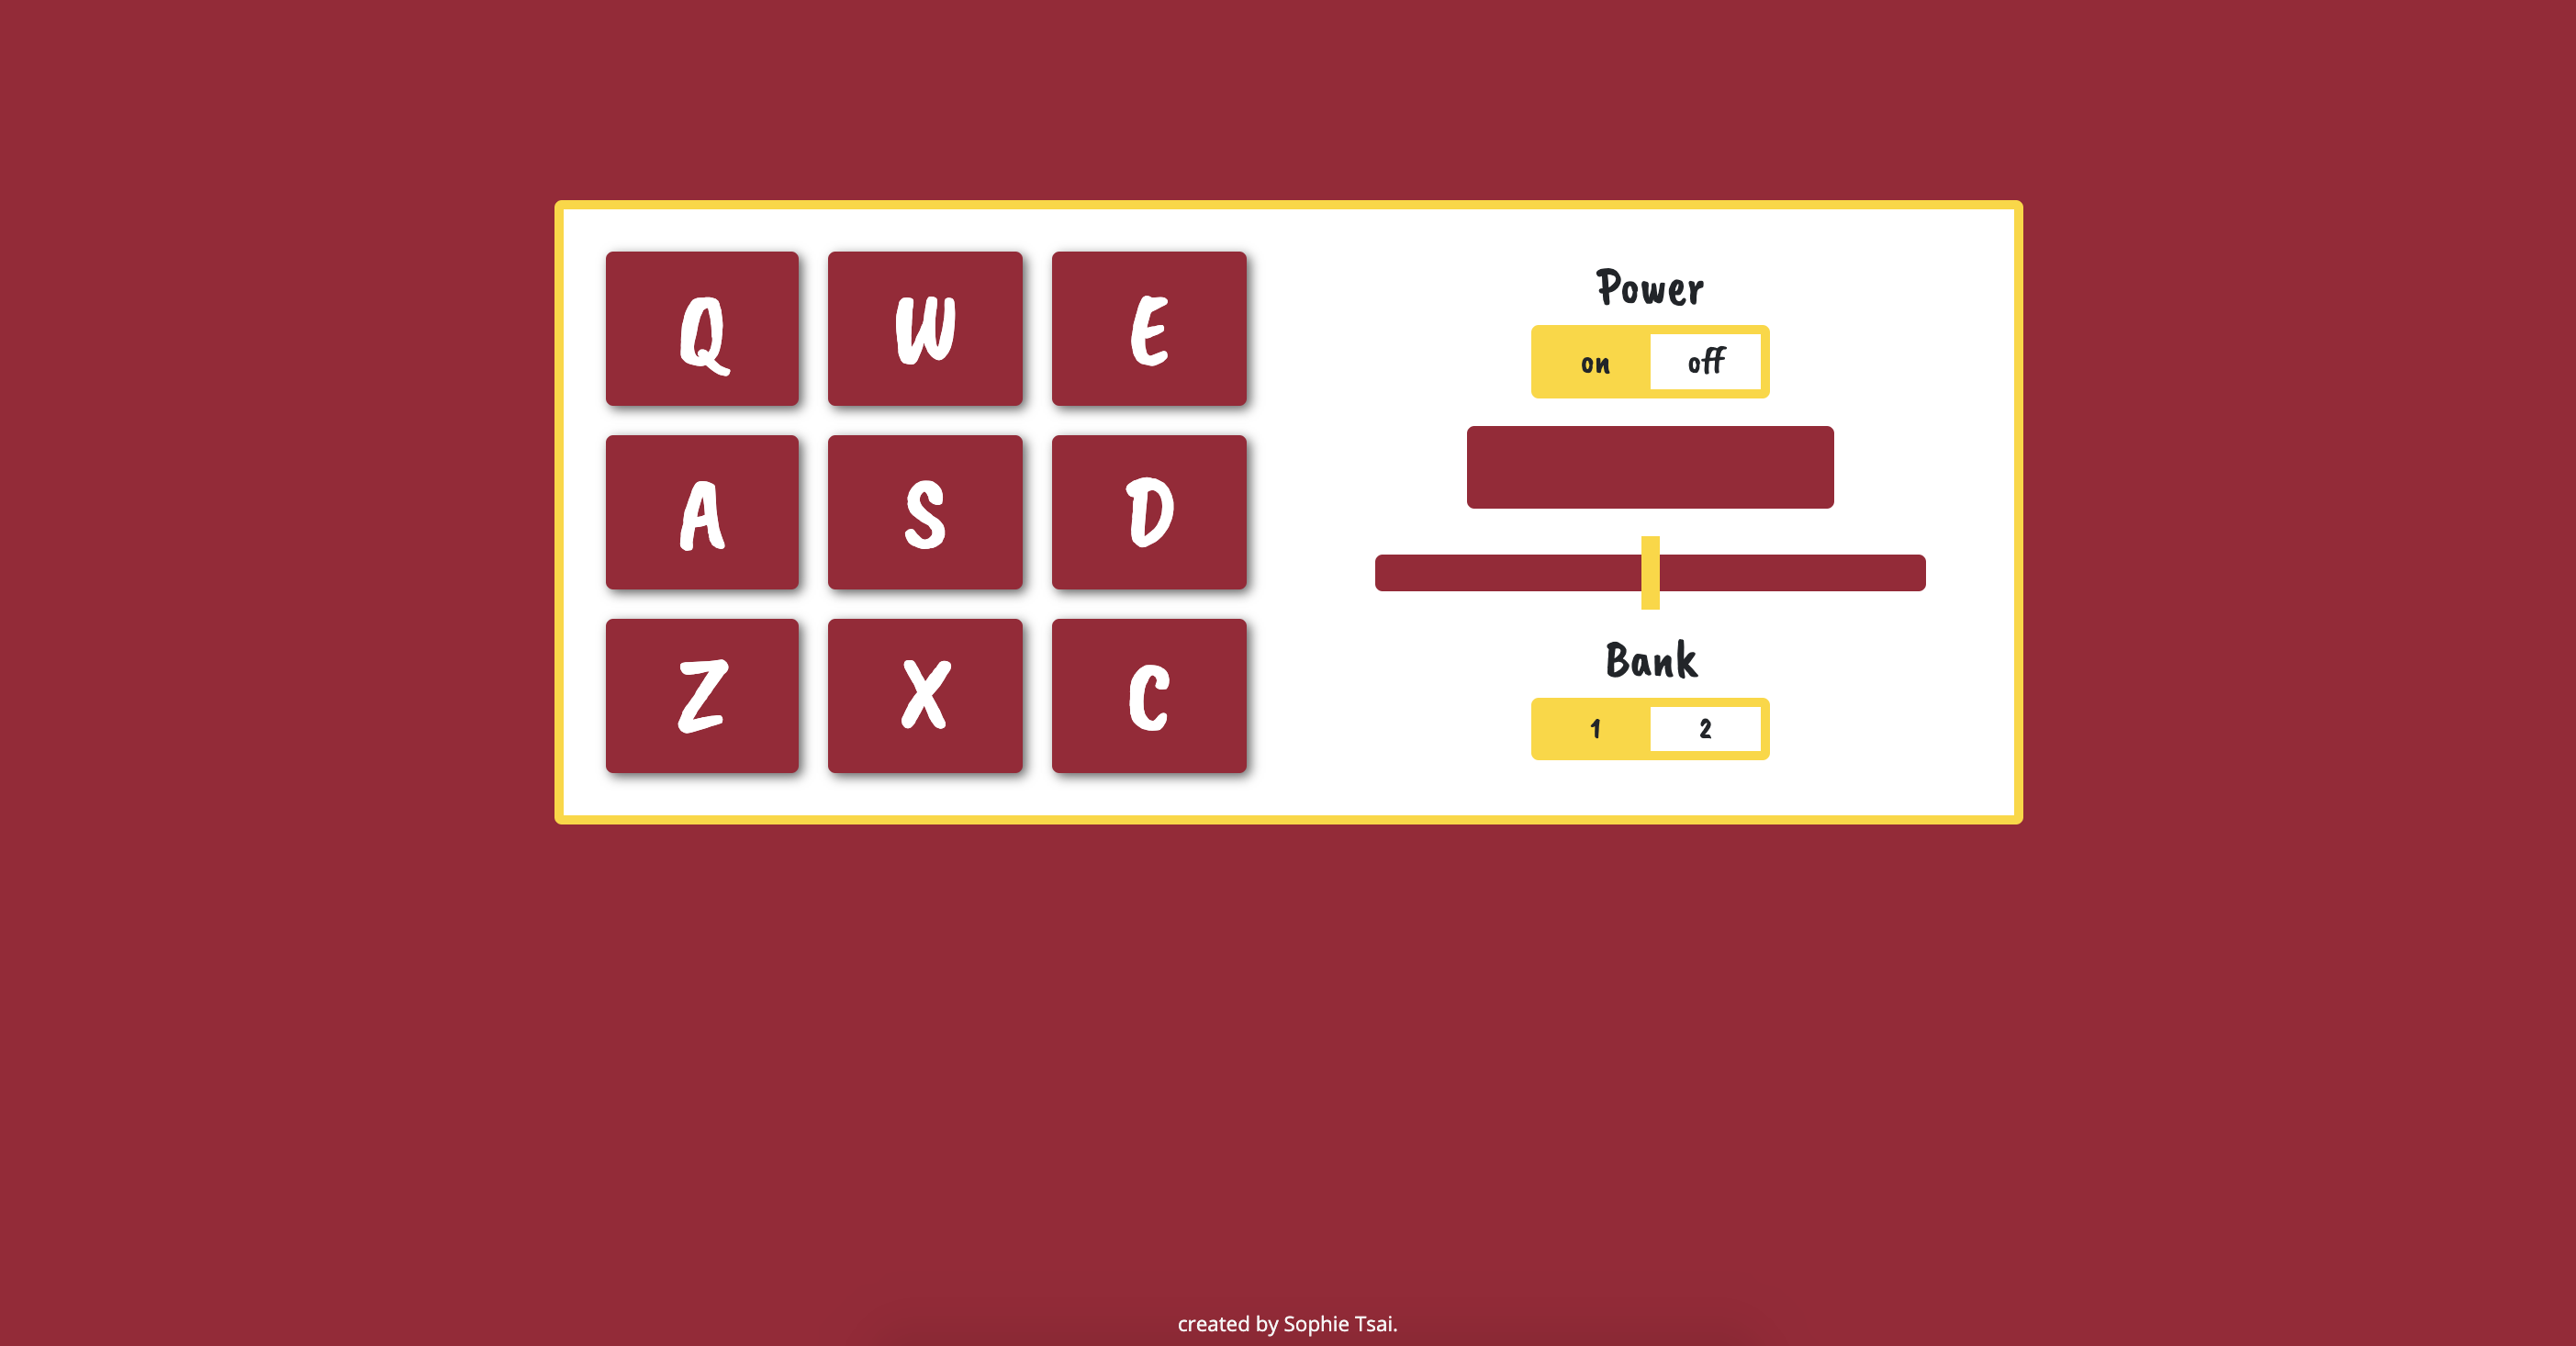 Q W E
A S D
Z X C
Power
on off
Bank
1 2
created by Sophie Tsai.